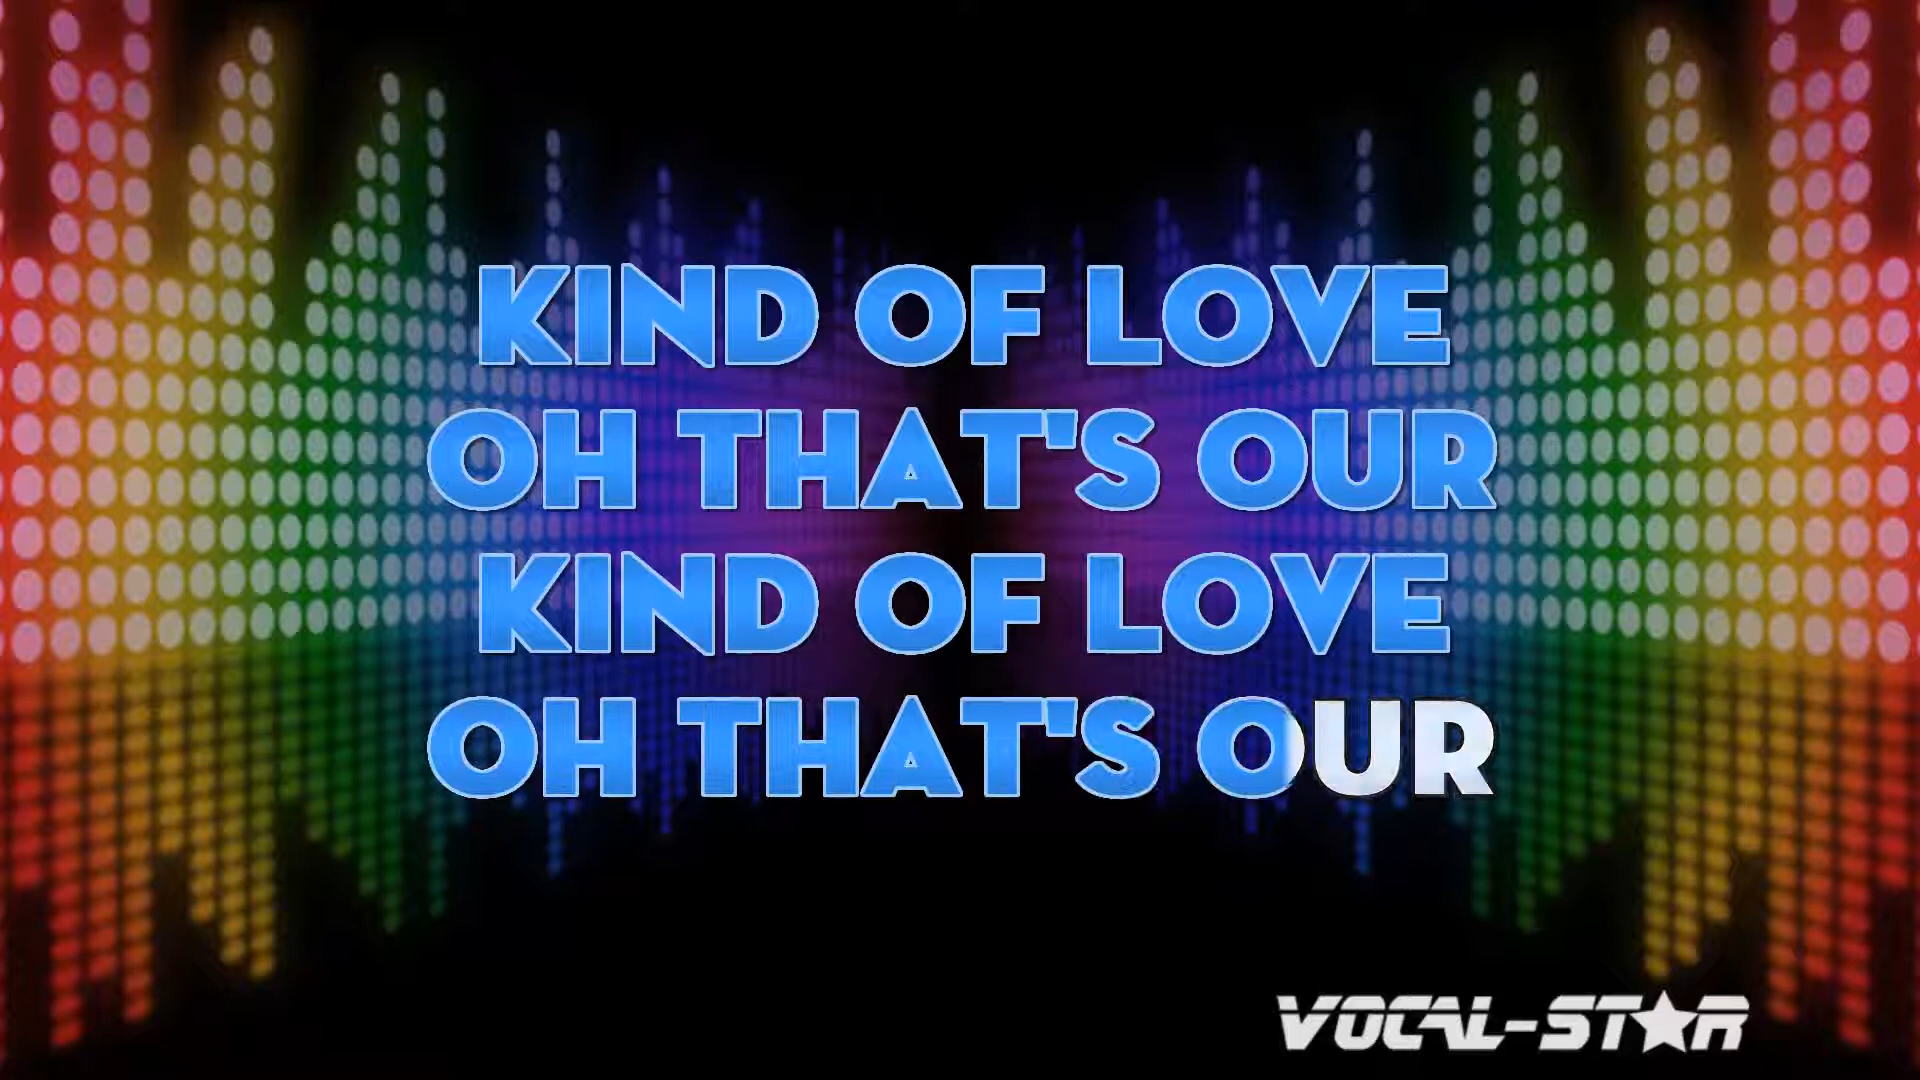 KIND OF LOVE
OH THAT'S OUR
KIND OF LOVE
OH THAT'S OUR
VOCAL-STAR